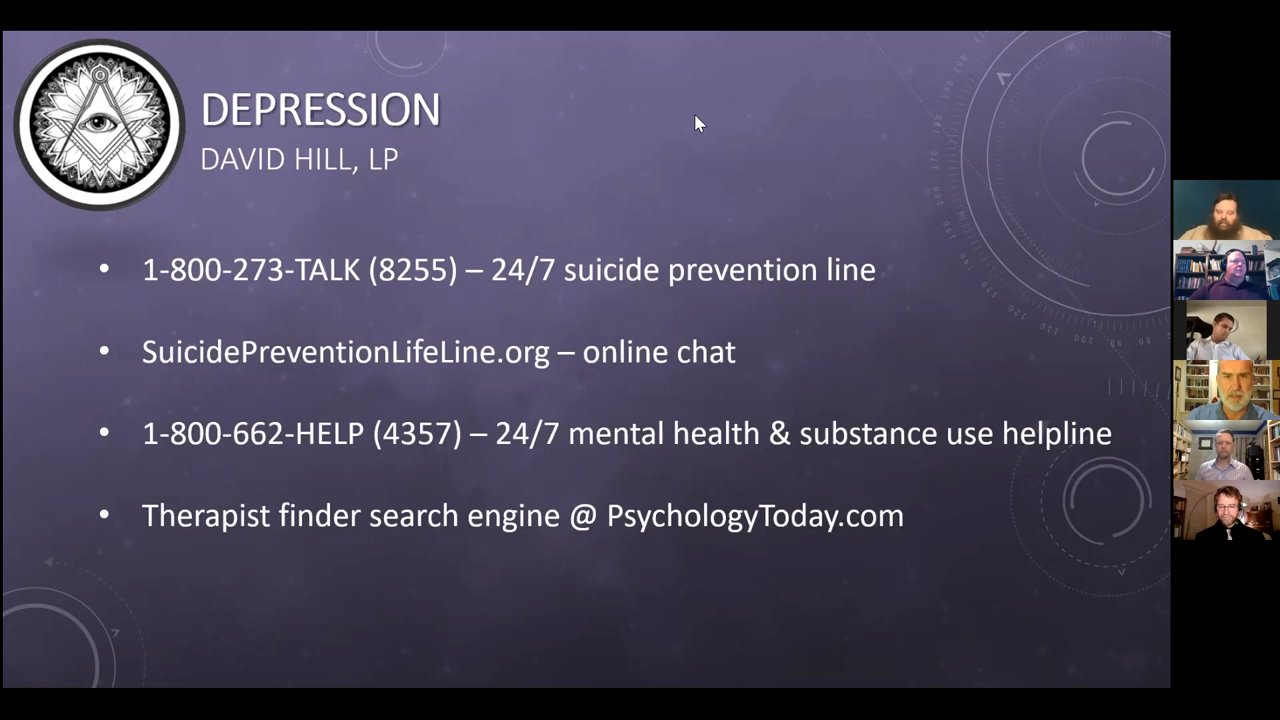 DEPRESSION
DAVID HILL, LP
• 1-800-273-TALK (8255) – 24/7 suicide prevention line
• SuicidePreventionLifeLine.org – online chat
• 1-800-662-HELP (4357) – 24/7 mental health & substance use helpline
• Therapist finder search engine @ PsychologyToday.com